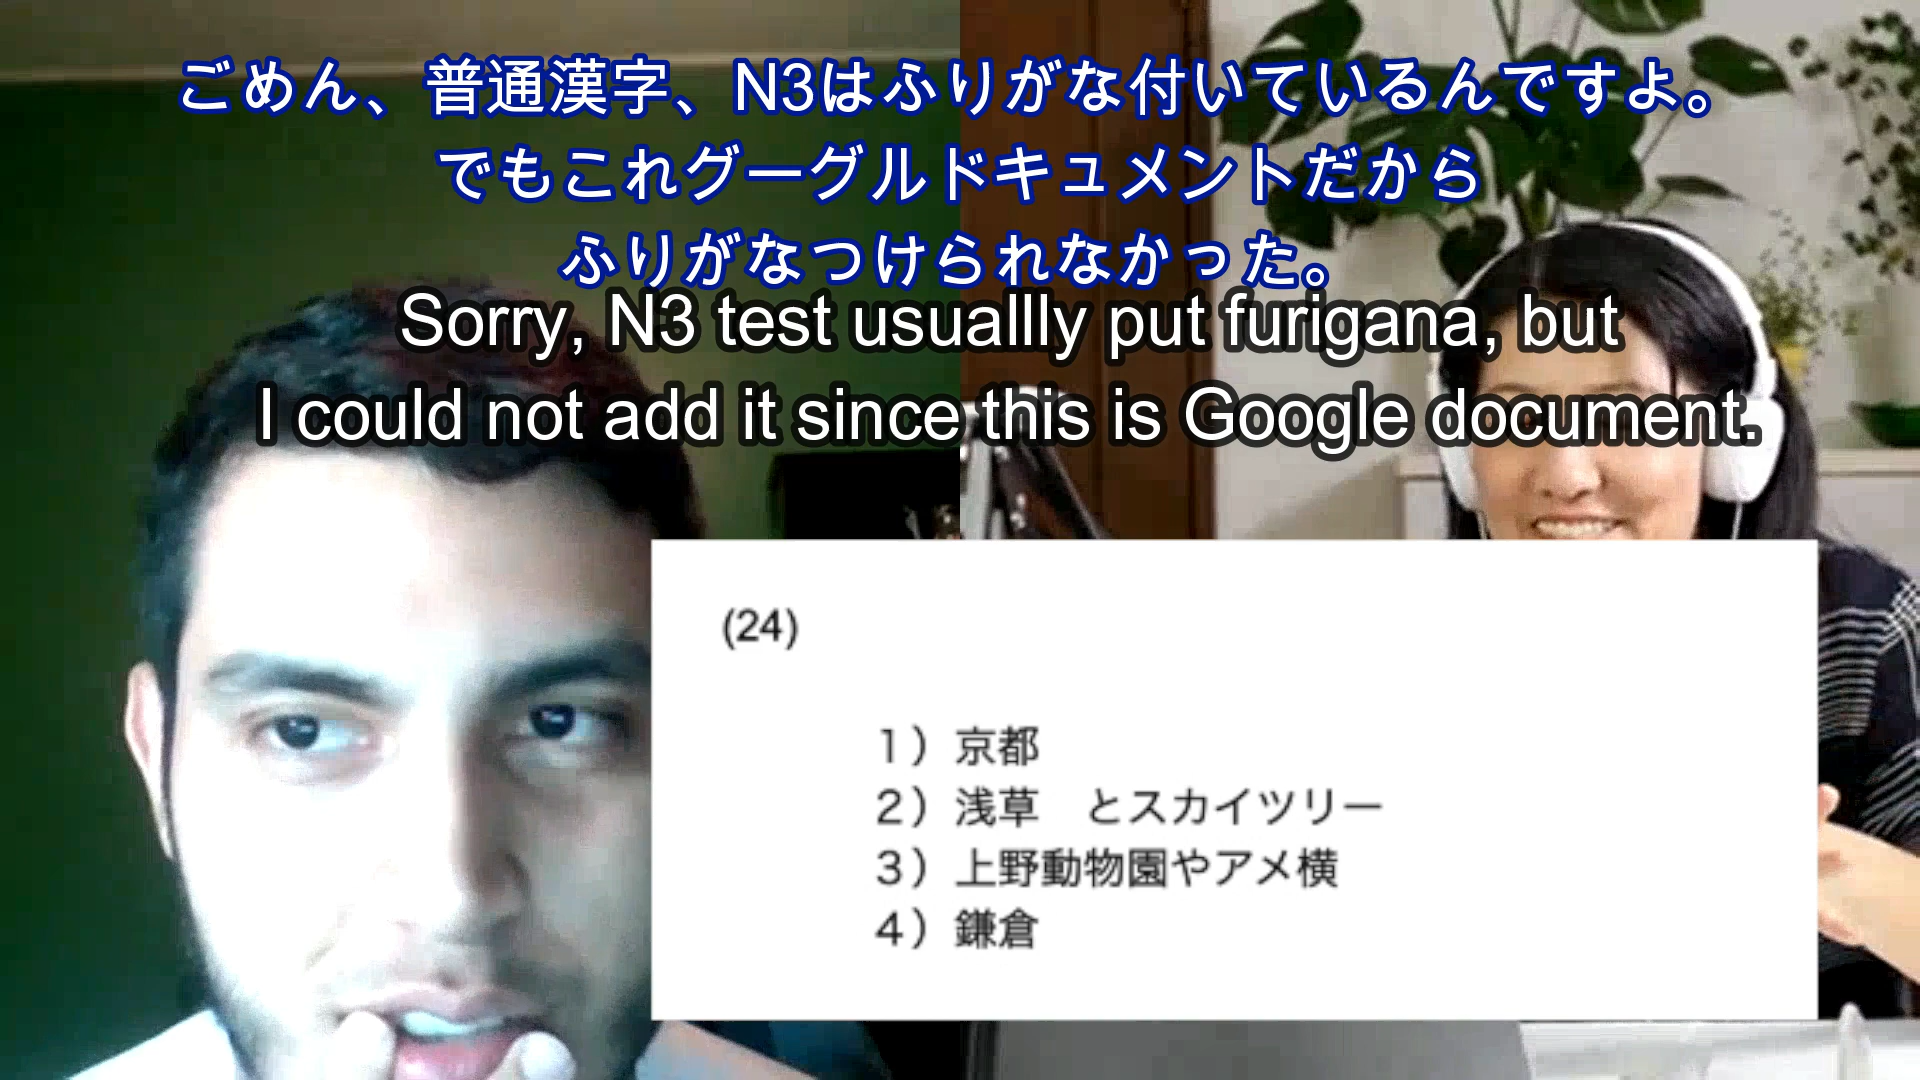 ごめん、普通漢字、N3はふりがな付いているんですよ。
でもこれグーグルドキュメントだから
ふりがなつけられなかった。
Sorry, N3 test usuallly put furigana, but
I could not add it since this is Google document.
(24)
1）京都
2）浅草　とスカイツリー
3）上野動物園やアメ横
4）鎌倉